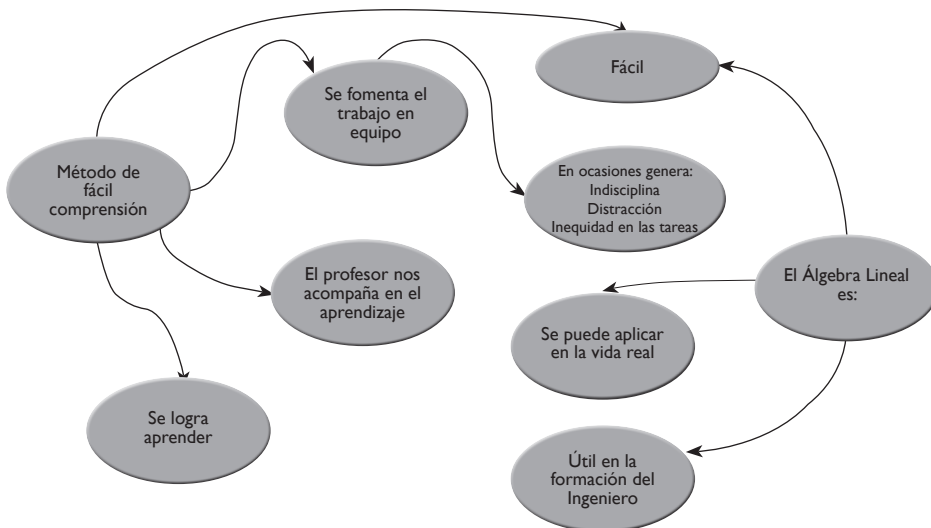 Fácil
Se fomenta el
trabajo en
equipo
Método de
fácil
comprensión
En ocasiones genera:
Indisciplina
Distracción
Inequidad en las tareas
El profesor nos
acompaña en el
aprendizaje
El Álgebra Lineal
es:
Se puede aplicar
en la vida real
Se logra
aprender
Útil en la
formación del
Ingeniero